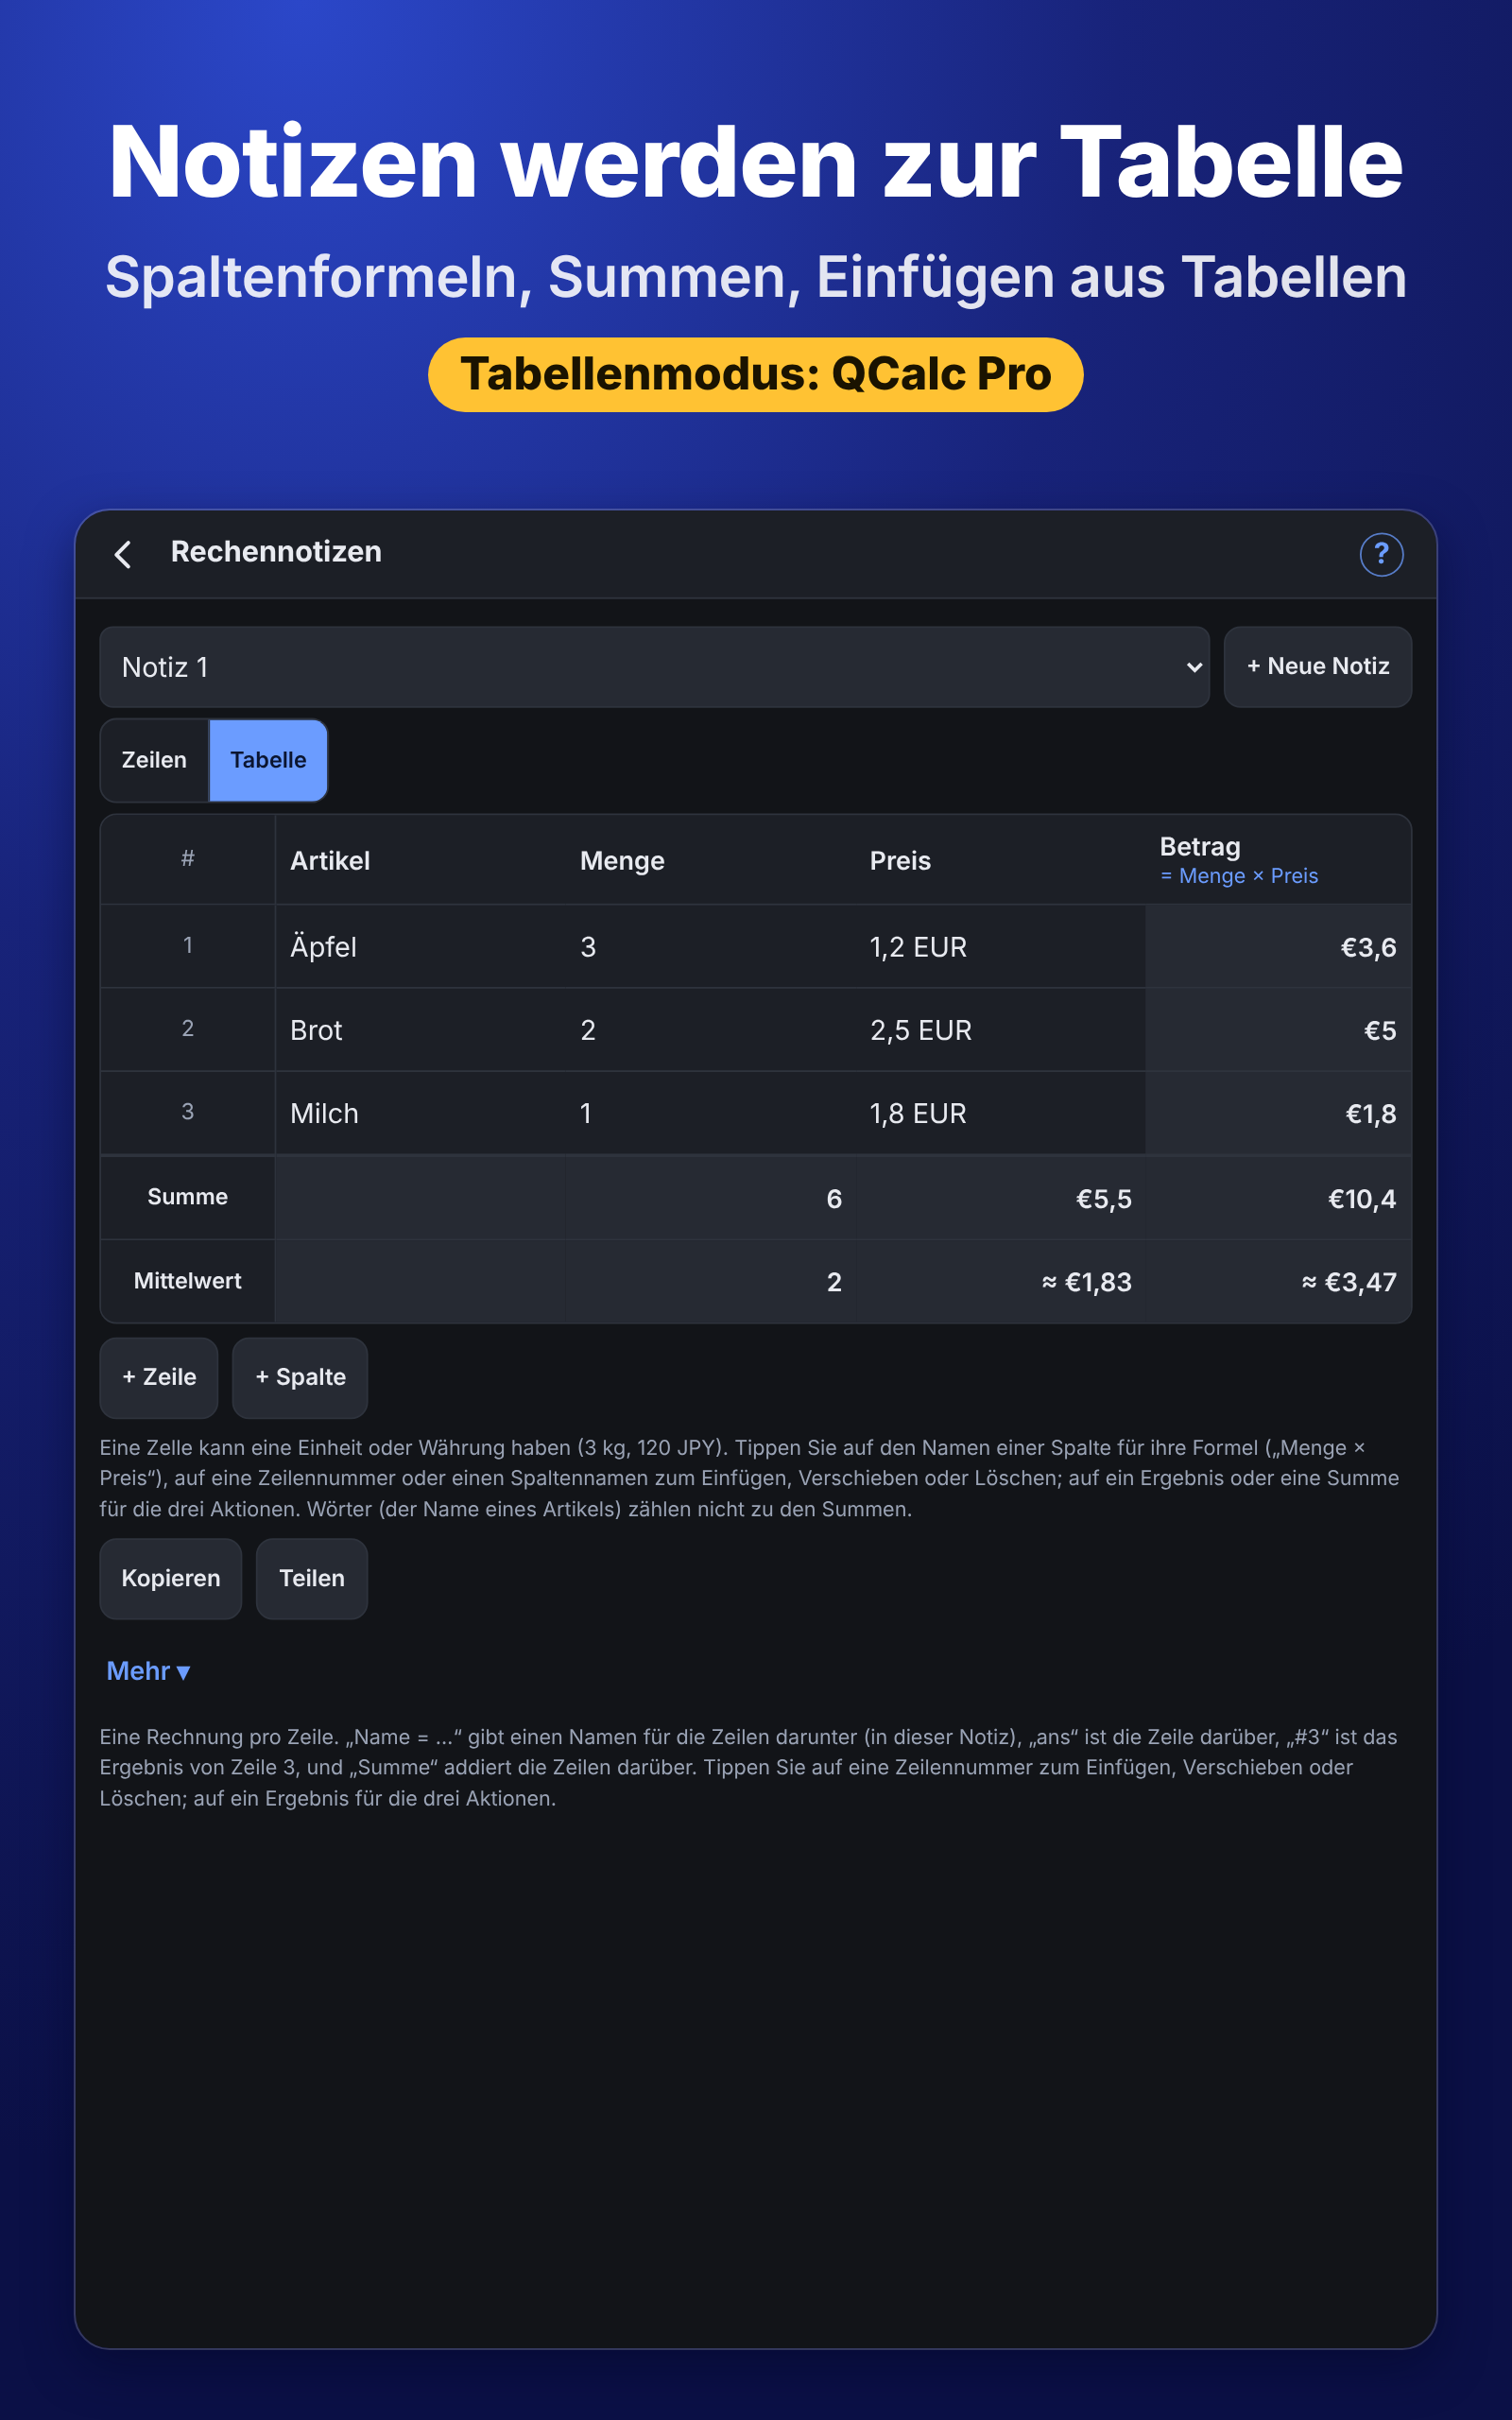 Notizen werden zur Tabelle
Spaltenformeln, Summen, Einfügen aus Tabellen
Tabellenmodus: QCalc Pro
Rechennotizen ?
Notiz 1 + Neue Notiz
Zeilen Tabelle
# Artikel Menge Preis Betrag
= Menge × Preis
1 Äpfel 3 1,2 EUR €3,6
2 Brot 2 2,5 EUR €5
3 Milch 1 1,8 EUR €1,8
Summe 6 €5,5 €10,4
Mittelwert 2 ≈ €1,83 ≈ €3,47
+ Zeile + Spalte
Eine Zelle kann eine Einheit oder Währung haben (3 kg, 120 JPY). Tippen Sie auf den Namen einer Spalte für ihre Formel („Menge ×
Preis“), auf eine Zeilennummer oder einen Spaltennamen zum Einfügen, Verschieben oder Löschen; auf ein Ergebnis oder eine Summe
für die drei Aktionen. Wörter (der Name eines Artikels) zählen nicht zu den Summen.
Kopieren Teilen
Mehr ▾
Eine Rechnung pro Zeile. „Name = …“ gibt einen Namen für die Zeilen darunter (in dieser Notiz), „ans“ ist die Zeile darüber, „#3“ ist das
Ergebnis von Zeile 3, und „Summe“ addiert die Zeilen darüber. Tippen Sie auf eine Zeilennummer zum Einfügen, Verschieben oder
Löschen; auf ein Ergebnis für die drei Aktionen.